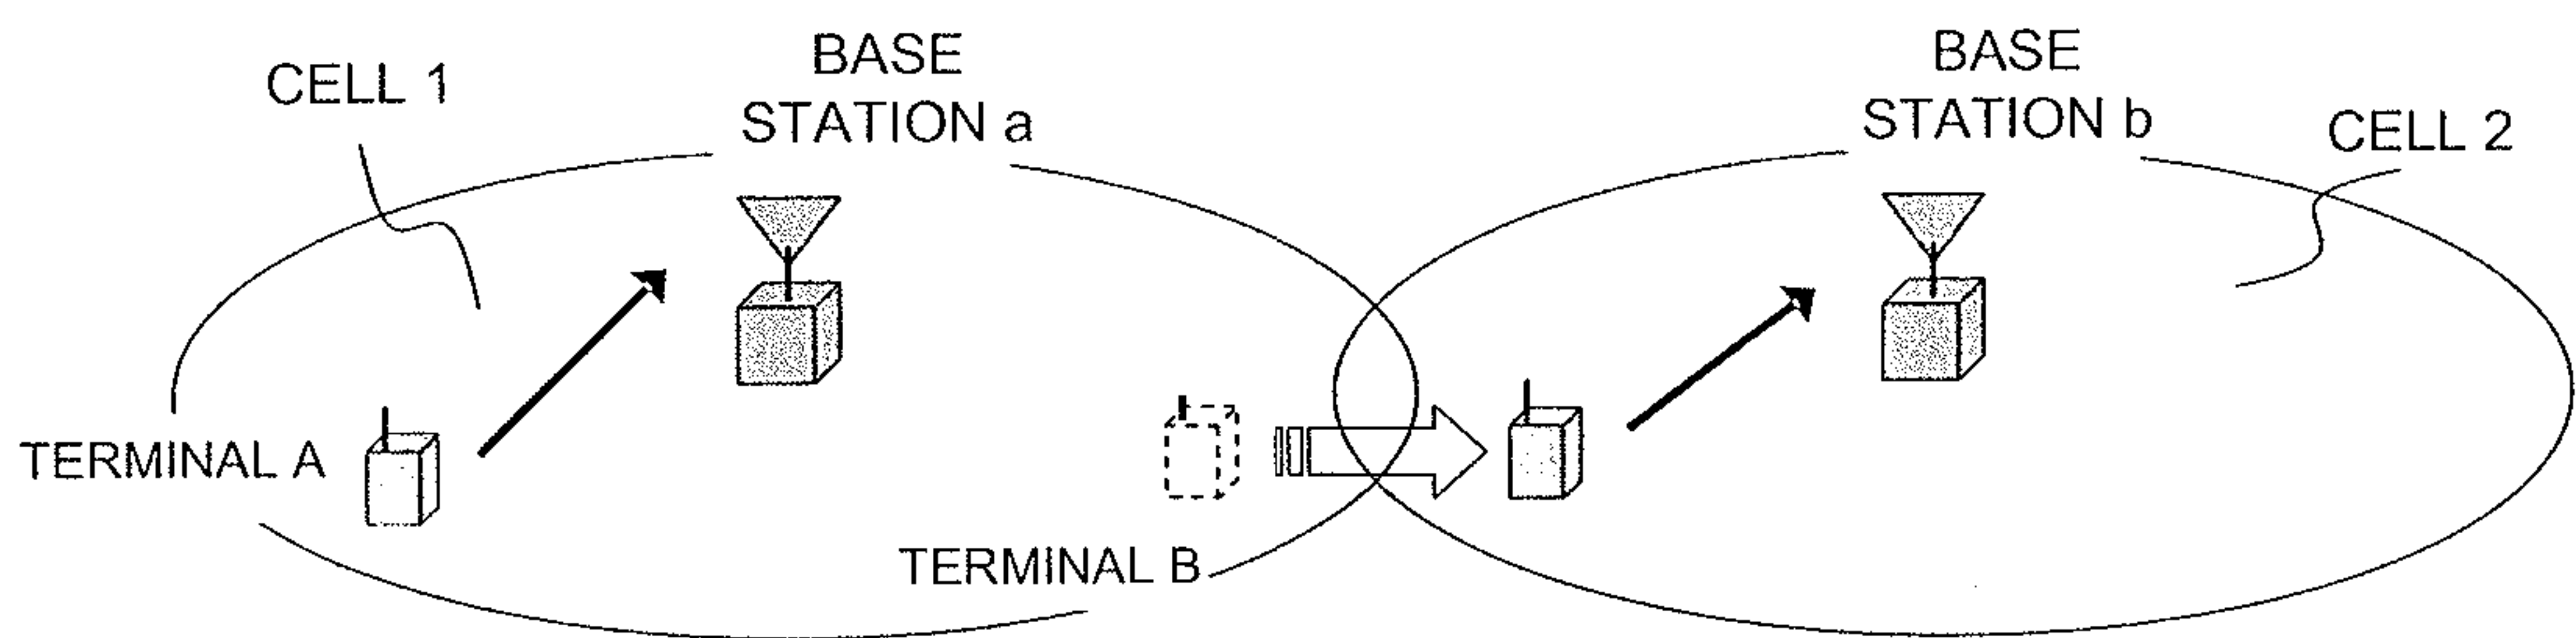 CELL 1
BASE
STATION a
BASE
STATION b
CELL 2
TERMINAL A
TERMINAL B